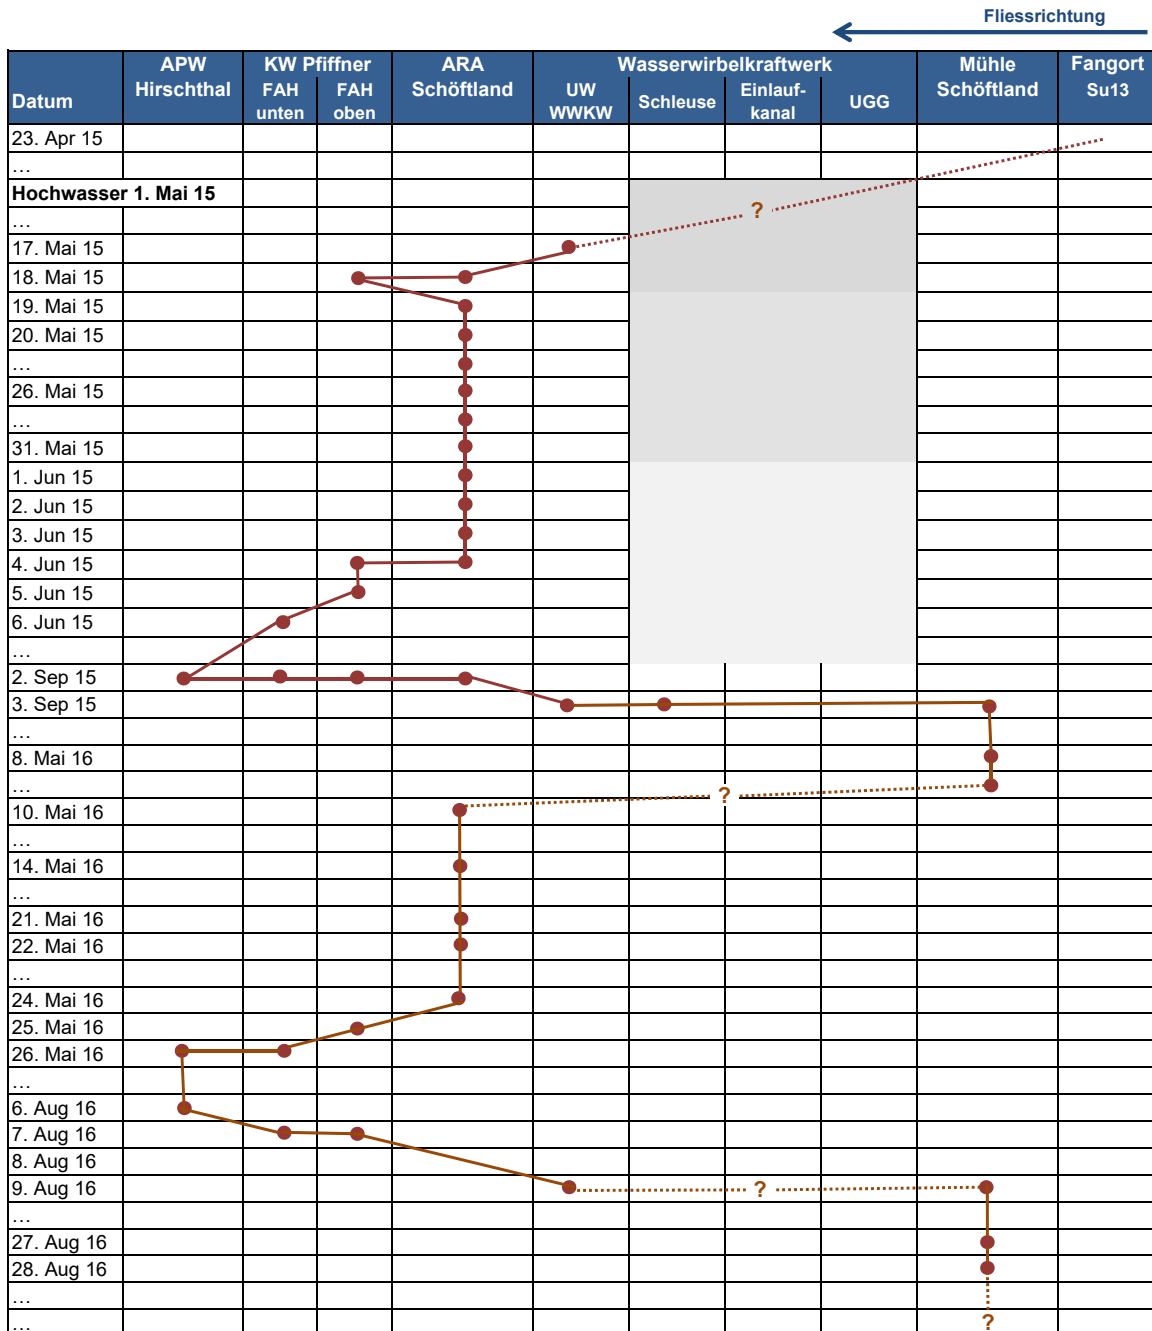 Fliessrichtung
APW KW Pfiffner ARA Wasserwirbelkraftwerk Mühle Fangort
Datum Hirschthal FAH unten FAH oben Schöftland UW WWKW Schleuse Einlauf-kanal UGG Schöftland Su13
23. Apr 15
...
Hochwasser 1. Mai 15
?
...
17. Mai 15
18. Mai 15
19. Mai 15
20. Mai 15
...
26. Mai 15
...
31. Mai 15
1. Jun 15
2. Jun 15
3. Jun 15
4. Jun 15
5. Jun 15
6. Jun 15
...
2. Sep 15
3. Sep 15
...
8. Mai 16
...
?
10. Mai 16
...
14. Mai 16
...
21. Mai 16
22. Mai 16
...
24. Mai 16
25. Mai 16
26. Mai 16
...
6. Aug 16
7. Aug 16
8. Aug 16
9. Aug 16 ?
...
27. Aug 16
28. Aug 16
...
... ?